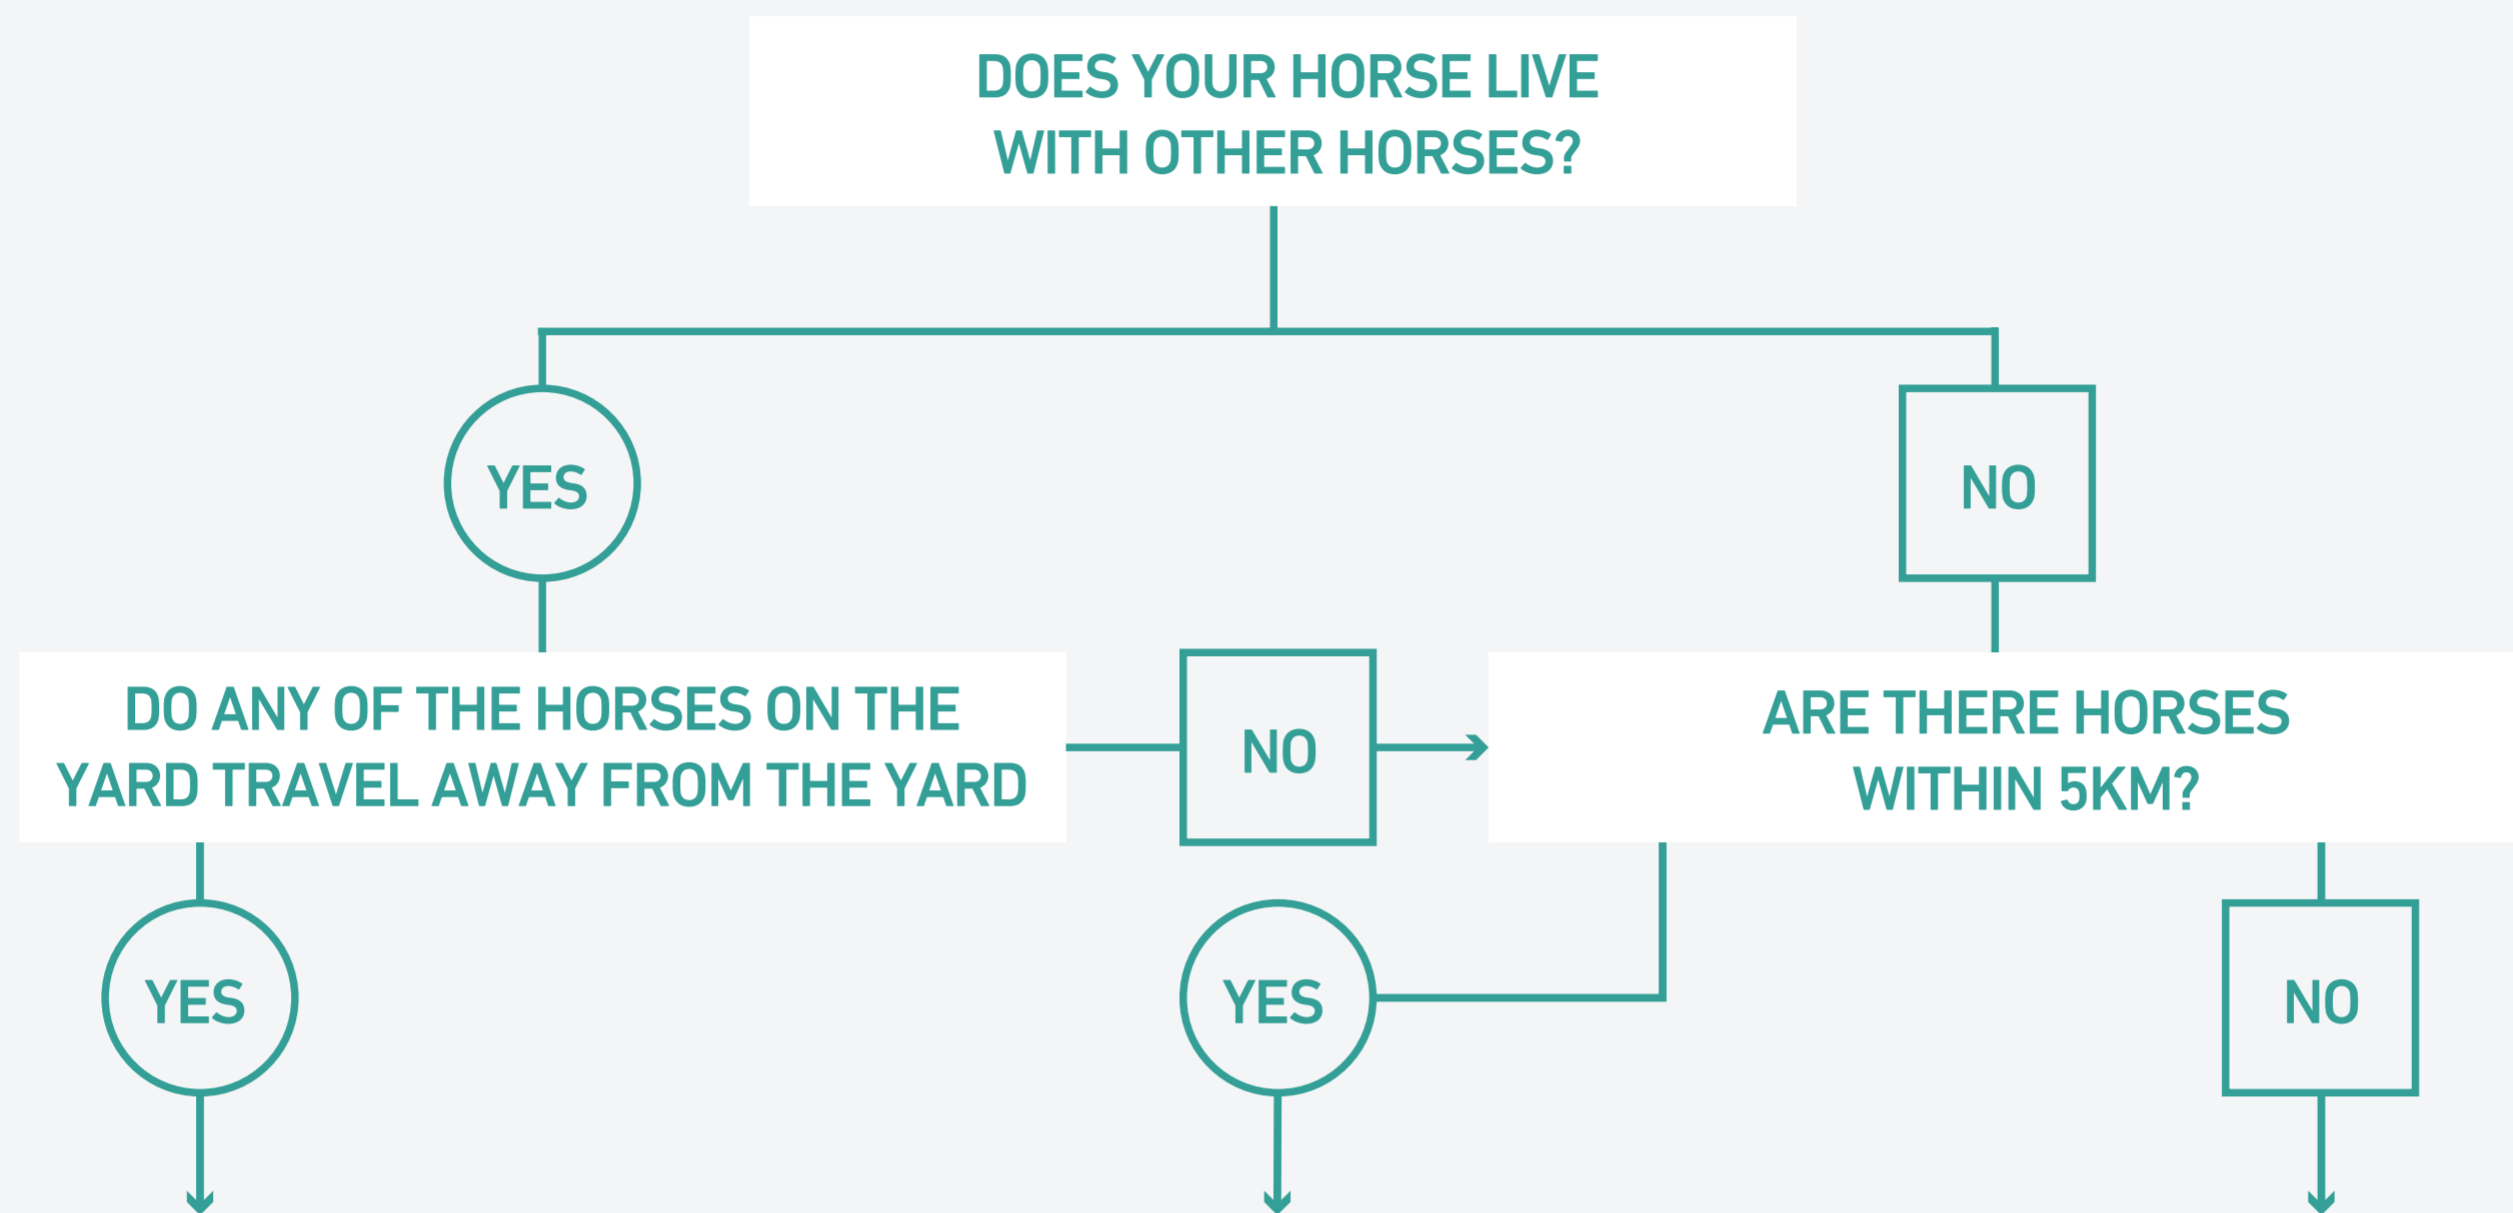 DOES YOUR HORSE LIVE
WITH OTHER HORSES?
YES
NO
DO ANY OF THE HORSES ON THE
YARD TRAVEL AWAY FROM THE YARD
NO
ARE THERE HORSES
WITHIN 5KM?
YES
YES
NO